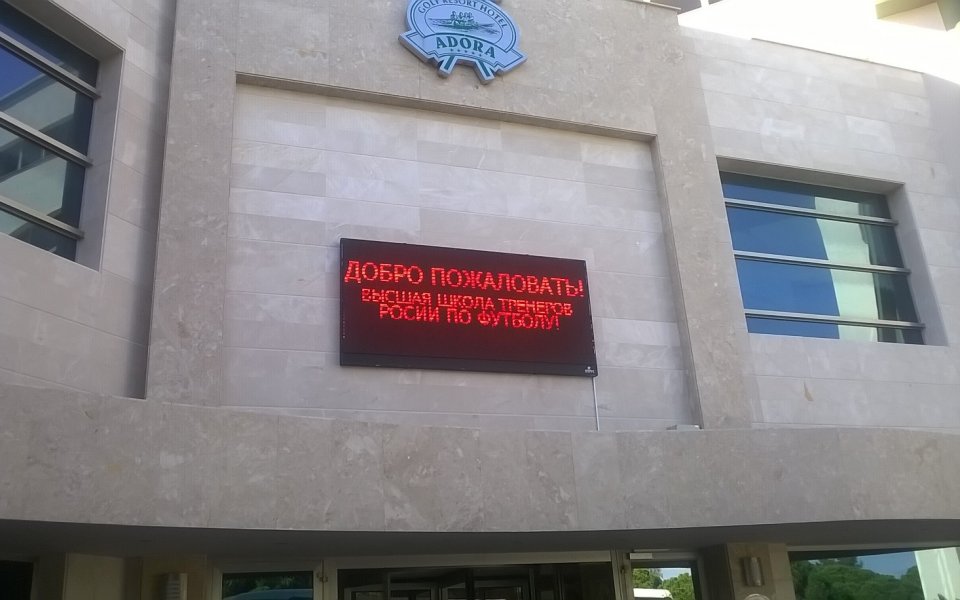 GOLF RESORT HOTEL
ADORA
ДОБРО ПОЖАЛОВАТЬ!
ВЫСШАЯ ШКОЛА ТРЕНЕРОВ
РОСИИ ПО ФУТБОЛУ!